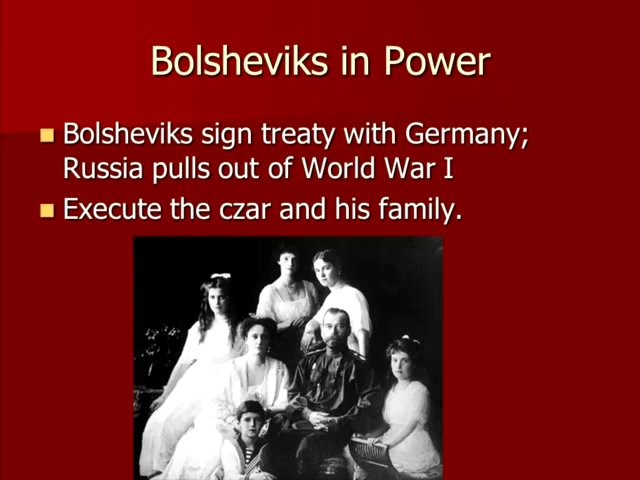 Bolsheviks in Power
Bolsheviks sign treaty with Germany;
Russia pulls out of World War I
Execute the czar and his family.